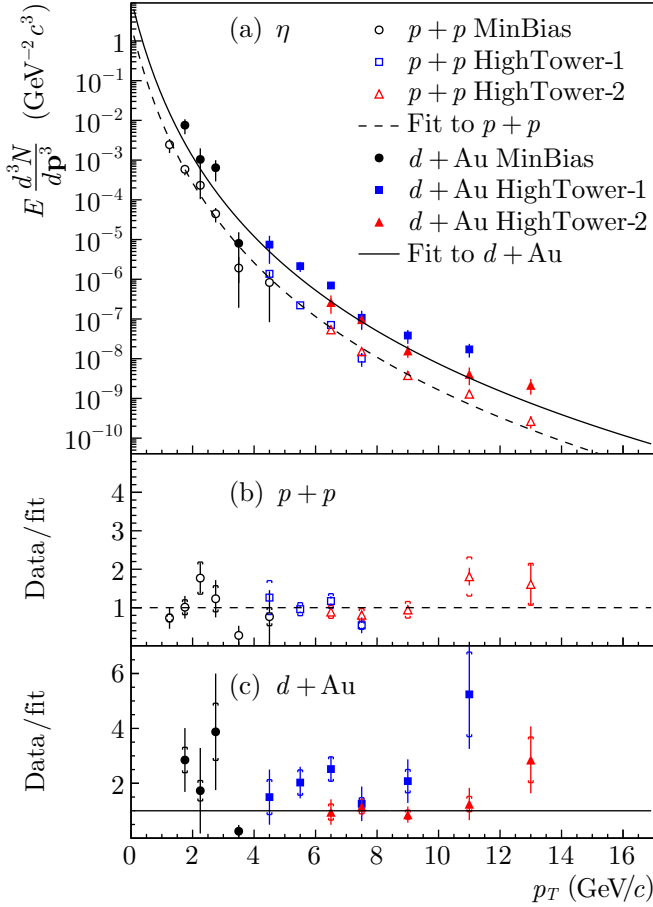 E d³N/dp³ (GeV⁻² c³)
(a) η
p + p MinBias
p + p HighTower-1
p + p HighTower-2
Fit to p + p
d + Au MinBias
d + Au HighTower-1
d + Au HighTower-2
Fit to d + Au
1
10⁻¹
10⁻²
10⁻³
10⁻⁴
10⁻⁵
10⁻⁶
10⁻⁷
10⁻⁸
10⁻⁹
10⁻¹⁰
Data/fit
(b) p + p
4
3
2
1
Data/fit
(c) d + Au
6
4
2
0 2 4 6 8 10 12 14 16
p_T (GeV/c)